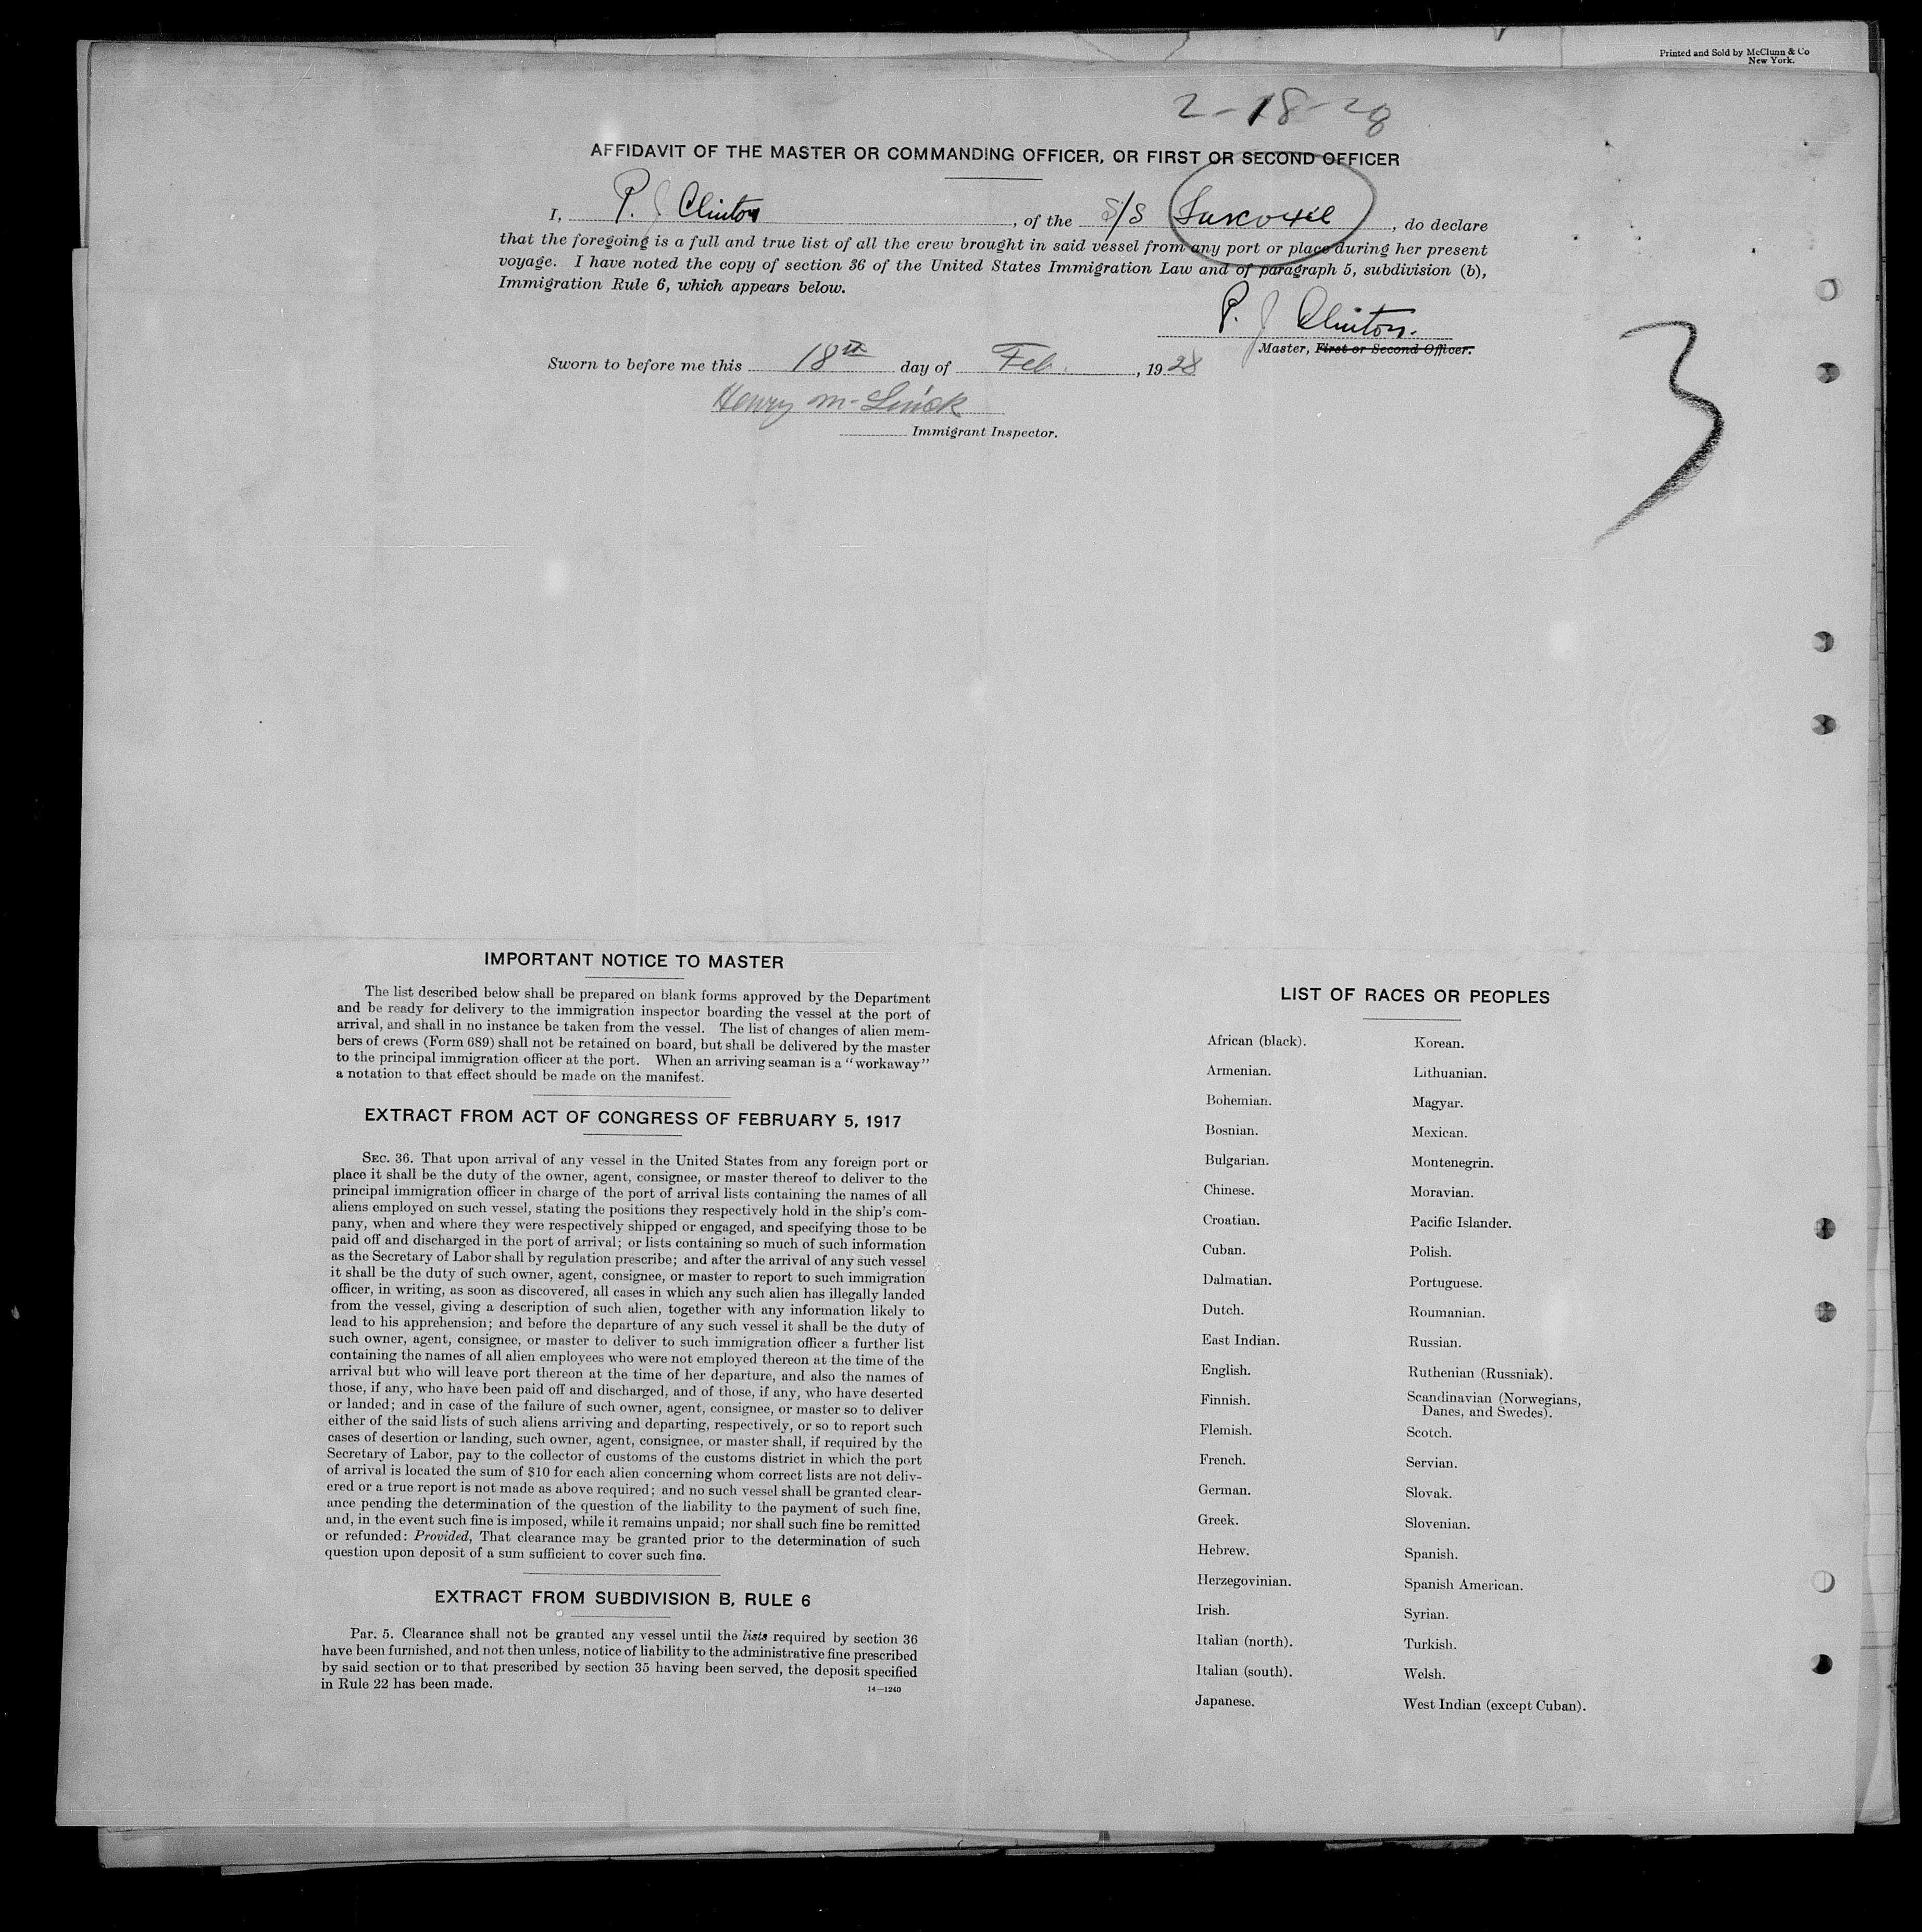 Printed and Sold by McClunn & Co
New York.
2-18-28
AFFIDAVIT OF THE MASTER OR COMMANDING OFFICER, OR FIRST OR SECOND OFFICER
I, P. J Clinton, of the S/S, do declare
that the foregoing is a full and true list of all the crew brought in said vessel from any port or place during her present
voyage. I have noted the copy of section 36 of the United States Immigration Law and of paragraph 5, subdivision (b),
Immigration Rule 6, which appears below.
P. J Clinton.
Master, First or Second Officer.
Sworn to before me this 18th day of Feb., 1928
Henry M.
Immigrant Inspector.
3
IMPORTANT NOTICE TO MASTER
The list described below shall be prepared on blank forms approved by the Department
and be ready for delivery to the immigration inspector boarding the vessel at the port of
arrival, and shall in no instance be taken from the vessel. The list of changes of alien mem-
bers of crews (Form 689) shall not be retained on board, but shall be delivered by the master
to the principal immigration officer at the port. When an arriving seaman is a "workaway"
a notation to that effect should be made on the manifest.
EXTRACT FROM ACT OF CONGRESS OF FEBRUARY 5, 1917
SEC. 36. That upon arrival of any vessel in the United States from any foreign port or
place it shall be the duty of the owner, agent, consignee, or master thereof to deliver to the
principal immigration officer in charge of the port of arrival lists containing the names of all
aliens employed on such vessel, stating the positions they respectively hold in the ship's com-
pany, when and where they were respectively shipped or engaged, and specifying those to be
paid off and discharged in the port of arrival; or lists containing so much of such information
as the Secretary of Labor shall by regulation prescribe; and after the arrival of any such vessel
it shall be the duty of such owner, agent, consignee, or master to report to such immigration
officer, in writing, as soon as discovered, all cases in which any such alien has illegally landed
from the vessel, giving a description of such alien, together with any information likely to
lead to his apprehension; and before the departure of any such vessel it shall be the duty of
such owner, agent, consignee, or master to deliver to such immigration officer a further list
containing the names of all alien employees who were not employed thereon at the time of the
arrival but who will leave port thereon at the time of her departure, and also the names of
those, if any, who have been paid off and discharged, and of those, if any, who have deserted
or landed; and in case of the failure of such owner, agent, consignee, or master so to deliver
either of the said lists of such aliens arriving and departing, respectively, or so to report such
cases of desertion or landing, such owner, agent, consignee, or master shall, if required by the
Secretary of Labor, pay to the collector of customs of the customs district in which the port
of arrival is located the sum of $10 for each alien concerning whom correct lists are not deliv-
ered or a true report is not made as above required; and no such vessel shall be granted clear-
ance pending the determination of the question of the liability to the payment of such fine,
and, in the event such fine is imposed, while it remains unpaid; nor shall such fine be remitted
or refunded: Provided, That clearance may be granted prior to the determination of such
question upon deposit of a sum sufficient to cover such fine.
EXTRACT FROM SUBDIVISION B, RULE 6
Par. 5. Clearance shall not be granted any vessel until the lists required by section 36
have been furnished, and not then unless, notice of liability to the administrative fine prescribed
by said section or to that prescribed by section 35 having been served, the deposit specified
in Rule 22 has been made.
14—1240
LIST OF RACES OR PEOPLES
African (black).
Armenian.
Bohemian.
Bosnian.
Bulgarian.
Chinese.
Croatian.
Cuban.
Dalmatian.
Dutch.
East Indian.
English.
Finnish.
Flemish.
French.
German.
Greek.
Hebrew.
Herzegovinian.
Irish.
Italian (north).
Italian (south).
Japanese.
Korean.
Lithuanian.
Magyar.
Mexican.
Montenegrin.
Moravian.
Pacific Islander.
Polish.
Portuguese.
Roumanian.
Russian.
Ruthenian (Russniak).
Scandinavian (Norwegians,
Danes, and Swedes).
Scotch.
Servian.
Slovak.
Slovenian.
Spanish.
Spanish American.
Syrian.
Turkish.
Welsh.
West Indian (except Cuban).